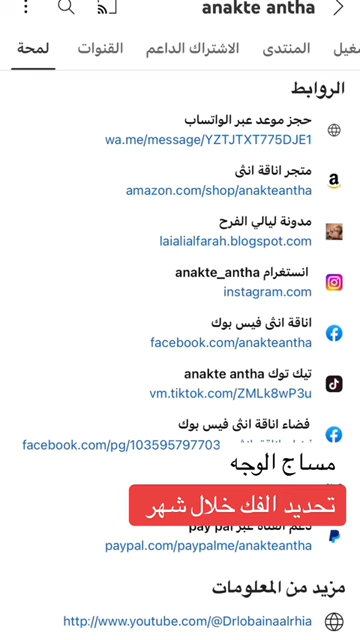 anakte antha
لمحة
القنوات
الاشتراك الداعم
المنتدى
الروابط
حجز موعد عبر الواتساب
wa.me/message/YZTJTXT775DJE1
متجر اناقة انثى
amazon.com/shop/anakteantha
مدونة ليالي الفرح
laialialfarah.blogspot.com
انستغرام anakte_antha
instagram.com
اناقة انثى فيس بوك
facebook.com/anakteantha
تيك توك anakte antha
vm.tiktok.com/ZMLk8wP3u
فضاء اناقة انثى فيس بوك
facebook.com/pg/103595797703
مساج الوجه
تحديد الفك خلال شهر
دعم القناة عبر pay pal
paypal.com/paypalme/anakteantha
مزيد من المعلومات
http://www.youtube.com/@Drlobainaalrhia